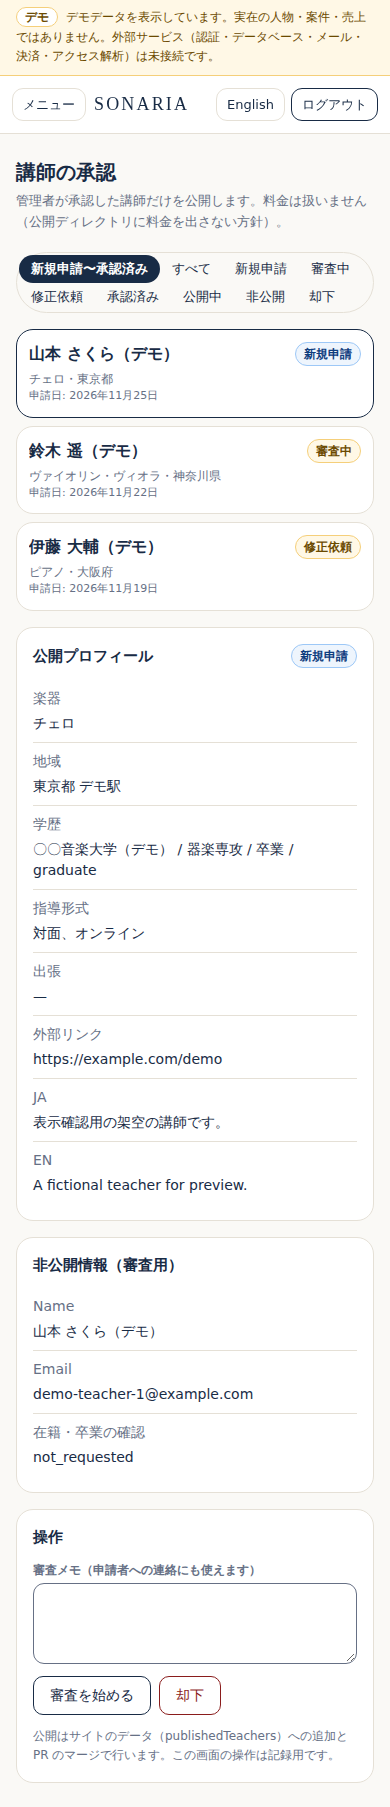 デモ デモデータを表示しています。実在の人物・案件・売上
ではありません。外部サービス（認証・データベース・メール・
決済・アクセス解析）は未接続です。
メニュー SONARIA English ログアウト
講師の承認
管理者が承認した講師だけを公開します。料金は扱いません
（公開ディレクトリに料金を出さない方針）。
新規申請〜承認済み すべて 新規申請 審査中
修正依頼 承認済み 公開中 非公開 却下
山本 さくら（デモ） 新規申請
チェロ・東京都
申請日: 2026年11月25日
鈴木 遥（デモ） 審査中
ヴァイオリン・ヴィオラ・神奈川県
申請日: 2026年11月22日
伊藤 大輔（デモ） 修正依頼
ピアノ・大阪府
申請日: 2026年11月19日
公開プロフィール 新規申請
楽器
チェロ
地域
東京都 デモ駅
学歴
〇〇音楽大学（デモ） / 器楽専攻 / 卒業 /
graduate
指導形式
対面、オンライン
出張
—
外部リンク
https://example.com/demo
JA
表示確認用の架空の講師です。
EN
A fictional teacher for preview.
非公開情報（審査用）
Name
山本 さくら（デモ）
Email
demo-teacher-1@example.com
在籍・卒業の確認
not_requested
操作
審査メモ（申請者への連絡にも使えます）
審査を始める 却下
公開はサイトのデータ（publishedTeachers）への追加と
PR のマージで行います。この画面の操作は記録用です。